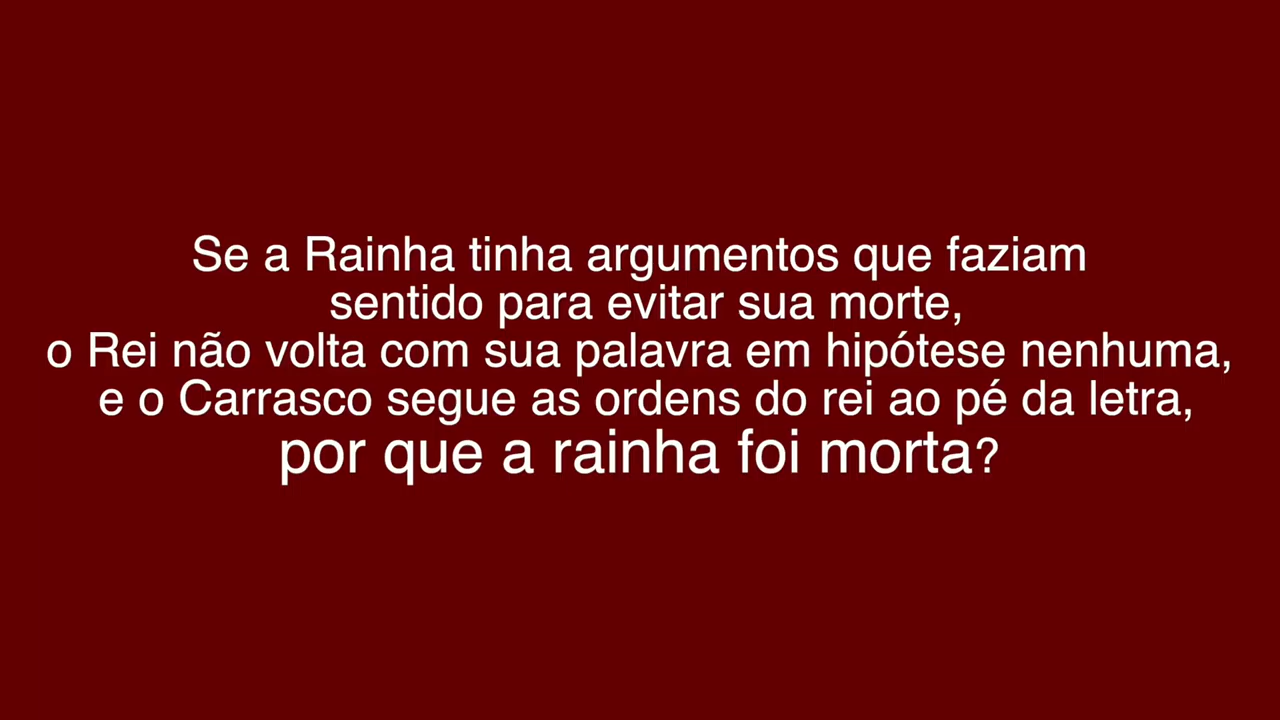 Se a Rainha tinha argumentos que faziam
sentido para evitar sua morte,
o Rei não volta com sua palavra em hipótese nenhuma,
e o Carrasco segue as ordens do rei ao pé da letra,
por que a rainha foi morta?